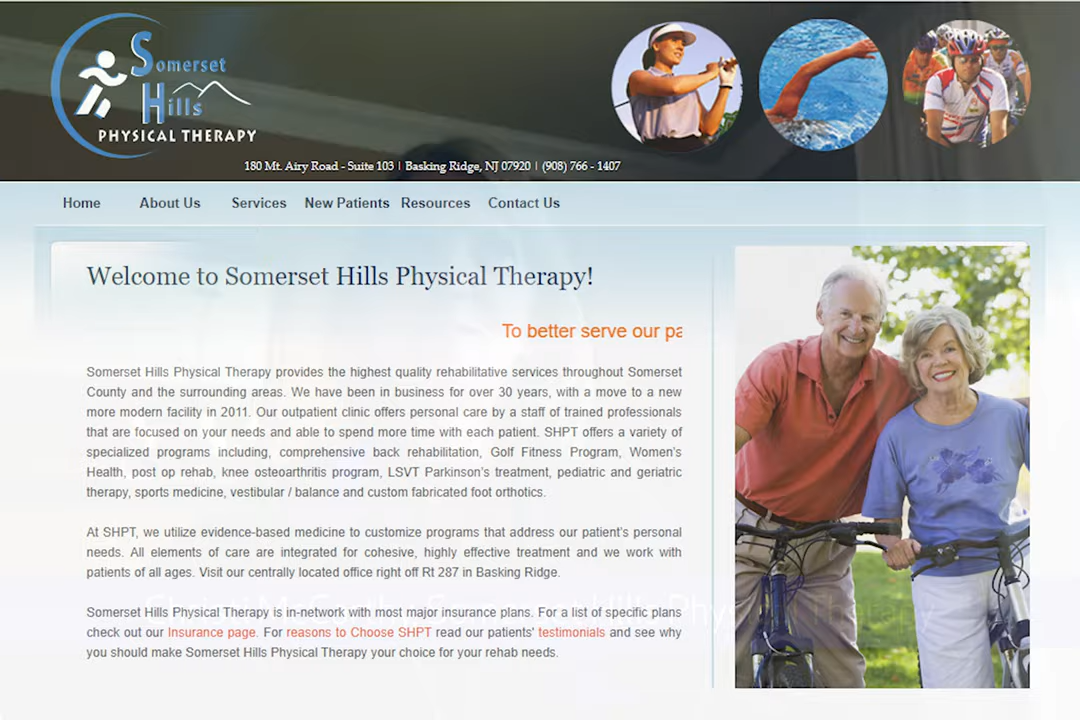 Somerset
Hills
PHYSICAL THERAPY
180 Mt. Airy Road - Suite 103 | Basking Ridge, NJ 07920 | (908) 766 - 1407
Home About Us Services New Patients Resources Contact Us
Welcome to Somerset Hills Physical Therapy!
To better serve our pa
Somerset Hills Physical Therapy provides the highest quality rehabilitative services throughout Somerset
County and the surrounding areas. We have been in business for over 30 years, with a move to a new
more modern facility in 2011. Our outpatient clinic offers personal care by a staff of trained professionals
that are focused on your needs and able to spend more time with each patient. SHPT offers a variety of
specialized programs including, comprehensive back rehabilitation, Golf Fitness Program, Women's
Health, post op rehab, knee osteoarthritis program, LSVT Parkinson's treatment, pediatric and geriatric
therapy, sports medicine, vestibular / balance and custom fabricated foot orthotics.
At SHPT, we utilize evidence-based medicine to customize programs that address our patient's personal
needs. All elements of care are integrated for cohesive, highly effective treatment and we work with
patients of all ages. Visit our centrally located office right off Rt 287 in Basking Ridge.
Somerset Hills Physical Therapy is in-network with most major insurance plans. For a list of specific plans
check out our Insurance page. For reasons to Choose SHPT read our patients' testimonials and see why
you should make Somerset Hills Physical Therapy your choice for your rehab needs.